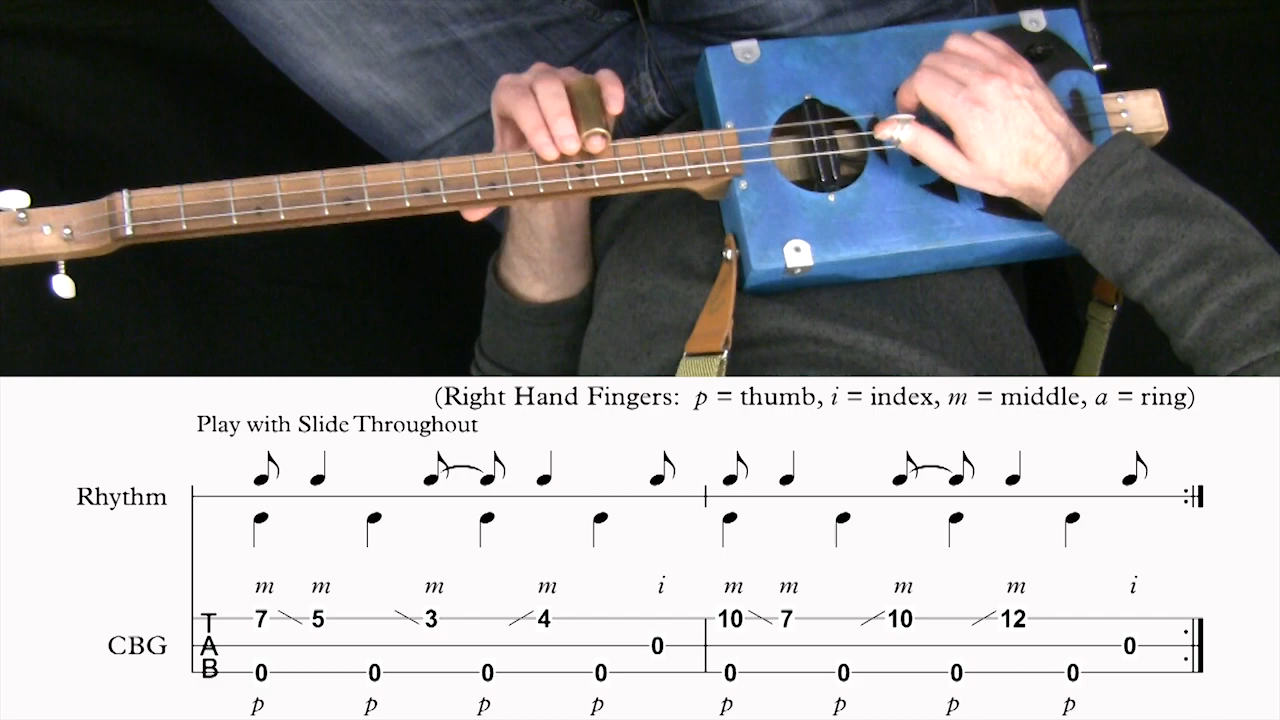 (Right Hand Fingers: p = thumb, i = index, m = middle, a = ring)
Play with Slide Throughout
Rhythm
m m m m i m m m m i
T 7 5 3 4 10 7 10 12
CBG A 0 0
B 0 0 0 0 0 0 0 0
p p p p p p p p